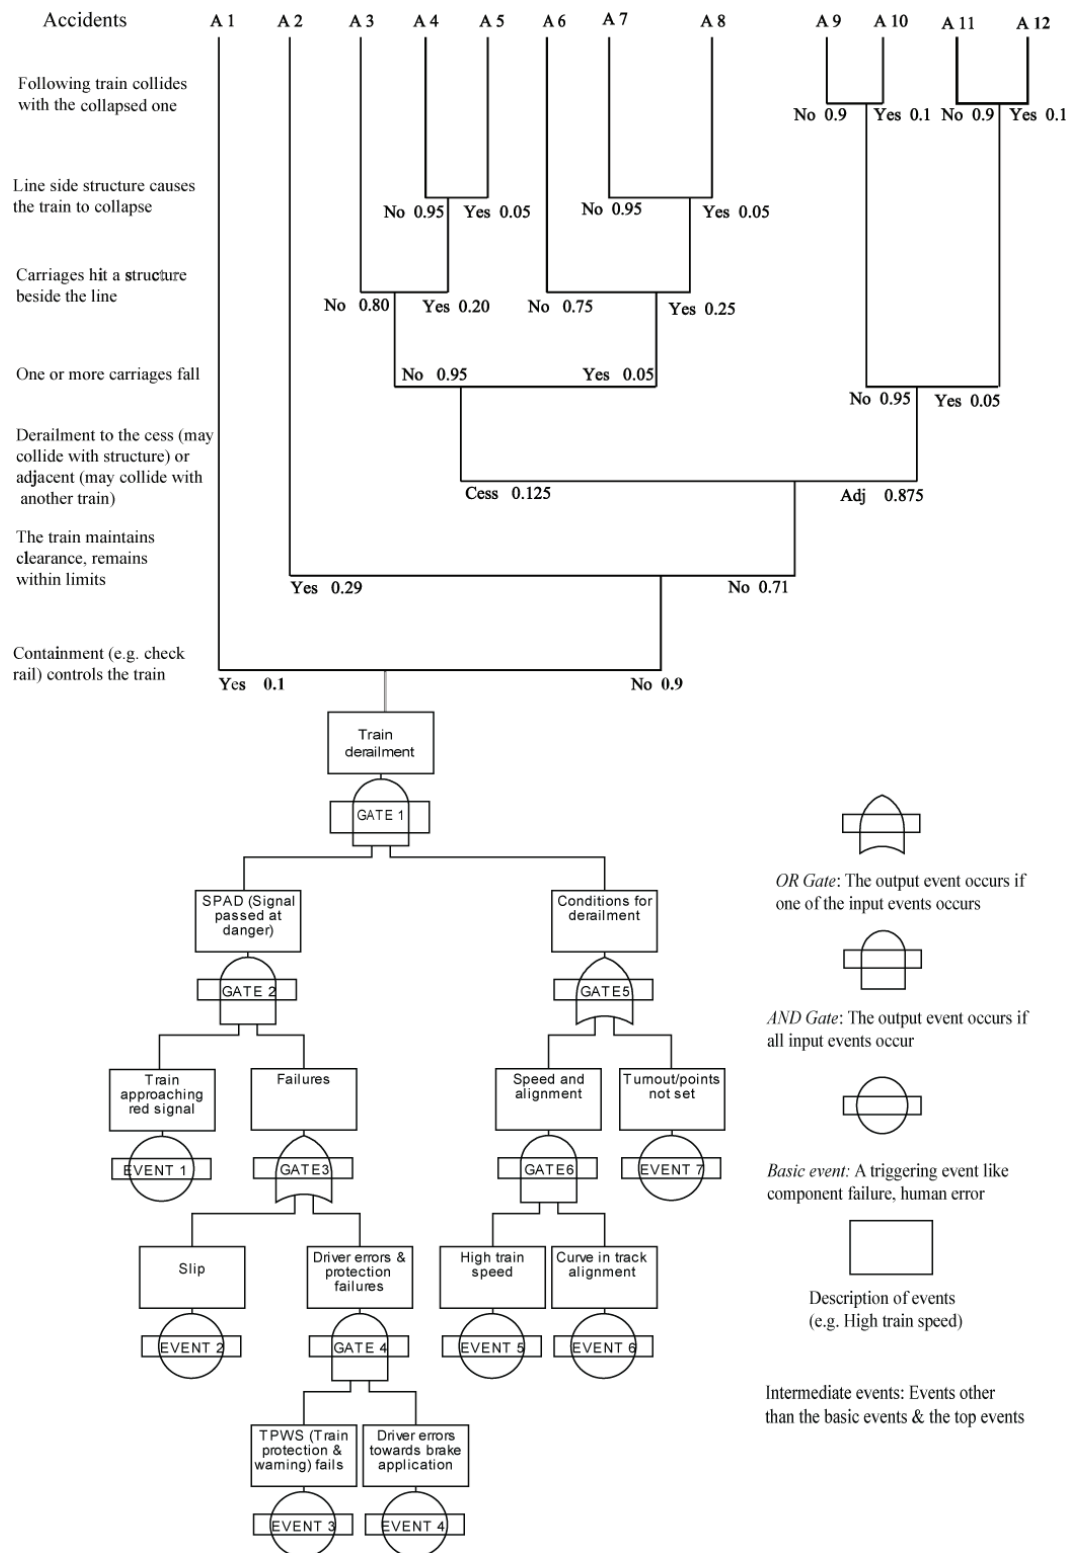 Accidents A 1 A 2 A 3 A 4 A 5 A 6 A 7 A 8 A 9 A 10 A 11 A 12
Following train collides
with the collapsed one
No 0.9 Yes 0.1 No 0.9 Yes 0.1
Line side structure causes
the train to collapse
No 0.95 Yes 0.05 No 0.95 Yes 0.05
Carriages hit a structure
beside the line
No 0.80 Yes 0.20 No 0.75 Yes 0.25
One or more carriages fall
No 0.95 Yes 0.05 No 0.95 Yes 0.05
Derailment to the cess (may
collide with structure) or
adjacent (may collide with
another train)
Cess 0.125 Adj 0.875
The train maintains
clearance, remains
within limits
Yes 0.29 No 0.71
Containment (e.g. check
rail) controls the train
Yes 0.1 No 0.9
Train
derailment
GATE 1
SPAD (Signal
passed at
danger)
Conditions for
derailment
GATE 2
GATE5
Train
approaching
red signal
Failures
Speed and
alignment
Turnout/points
not set
EVENT 1
GATE3
GATE6
EVENT 7
Slip
Driver errors &
protection
failures
High train
speed
Curve in track
alignment
EVENT 2
GATE 4
EVENT 5
EVENT 6
TPWS (Train
protection &
warning) fails
Driver errors
towards brake
application
EVENT 3
EVENT 4
OR Gate: The output event occurs if
one of the input events occurs
AND Gate: The output event occurs if
all input events occur
Basic event: A triggering event like
component failure, human error
Description of events
(e.g. High train speed)
Intermediate events: Events other
than the basic events & the top events